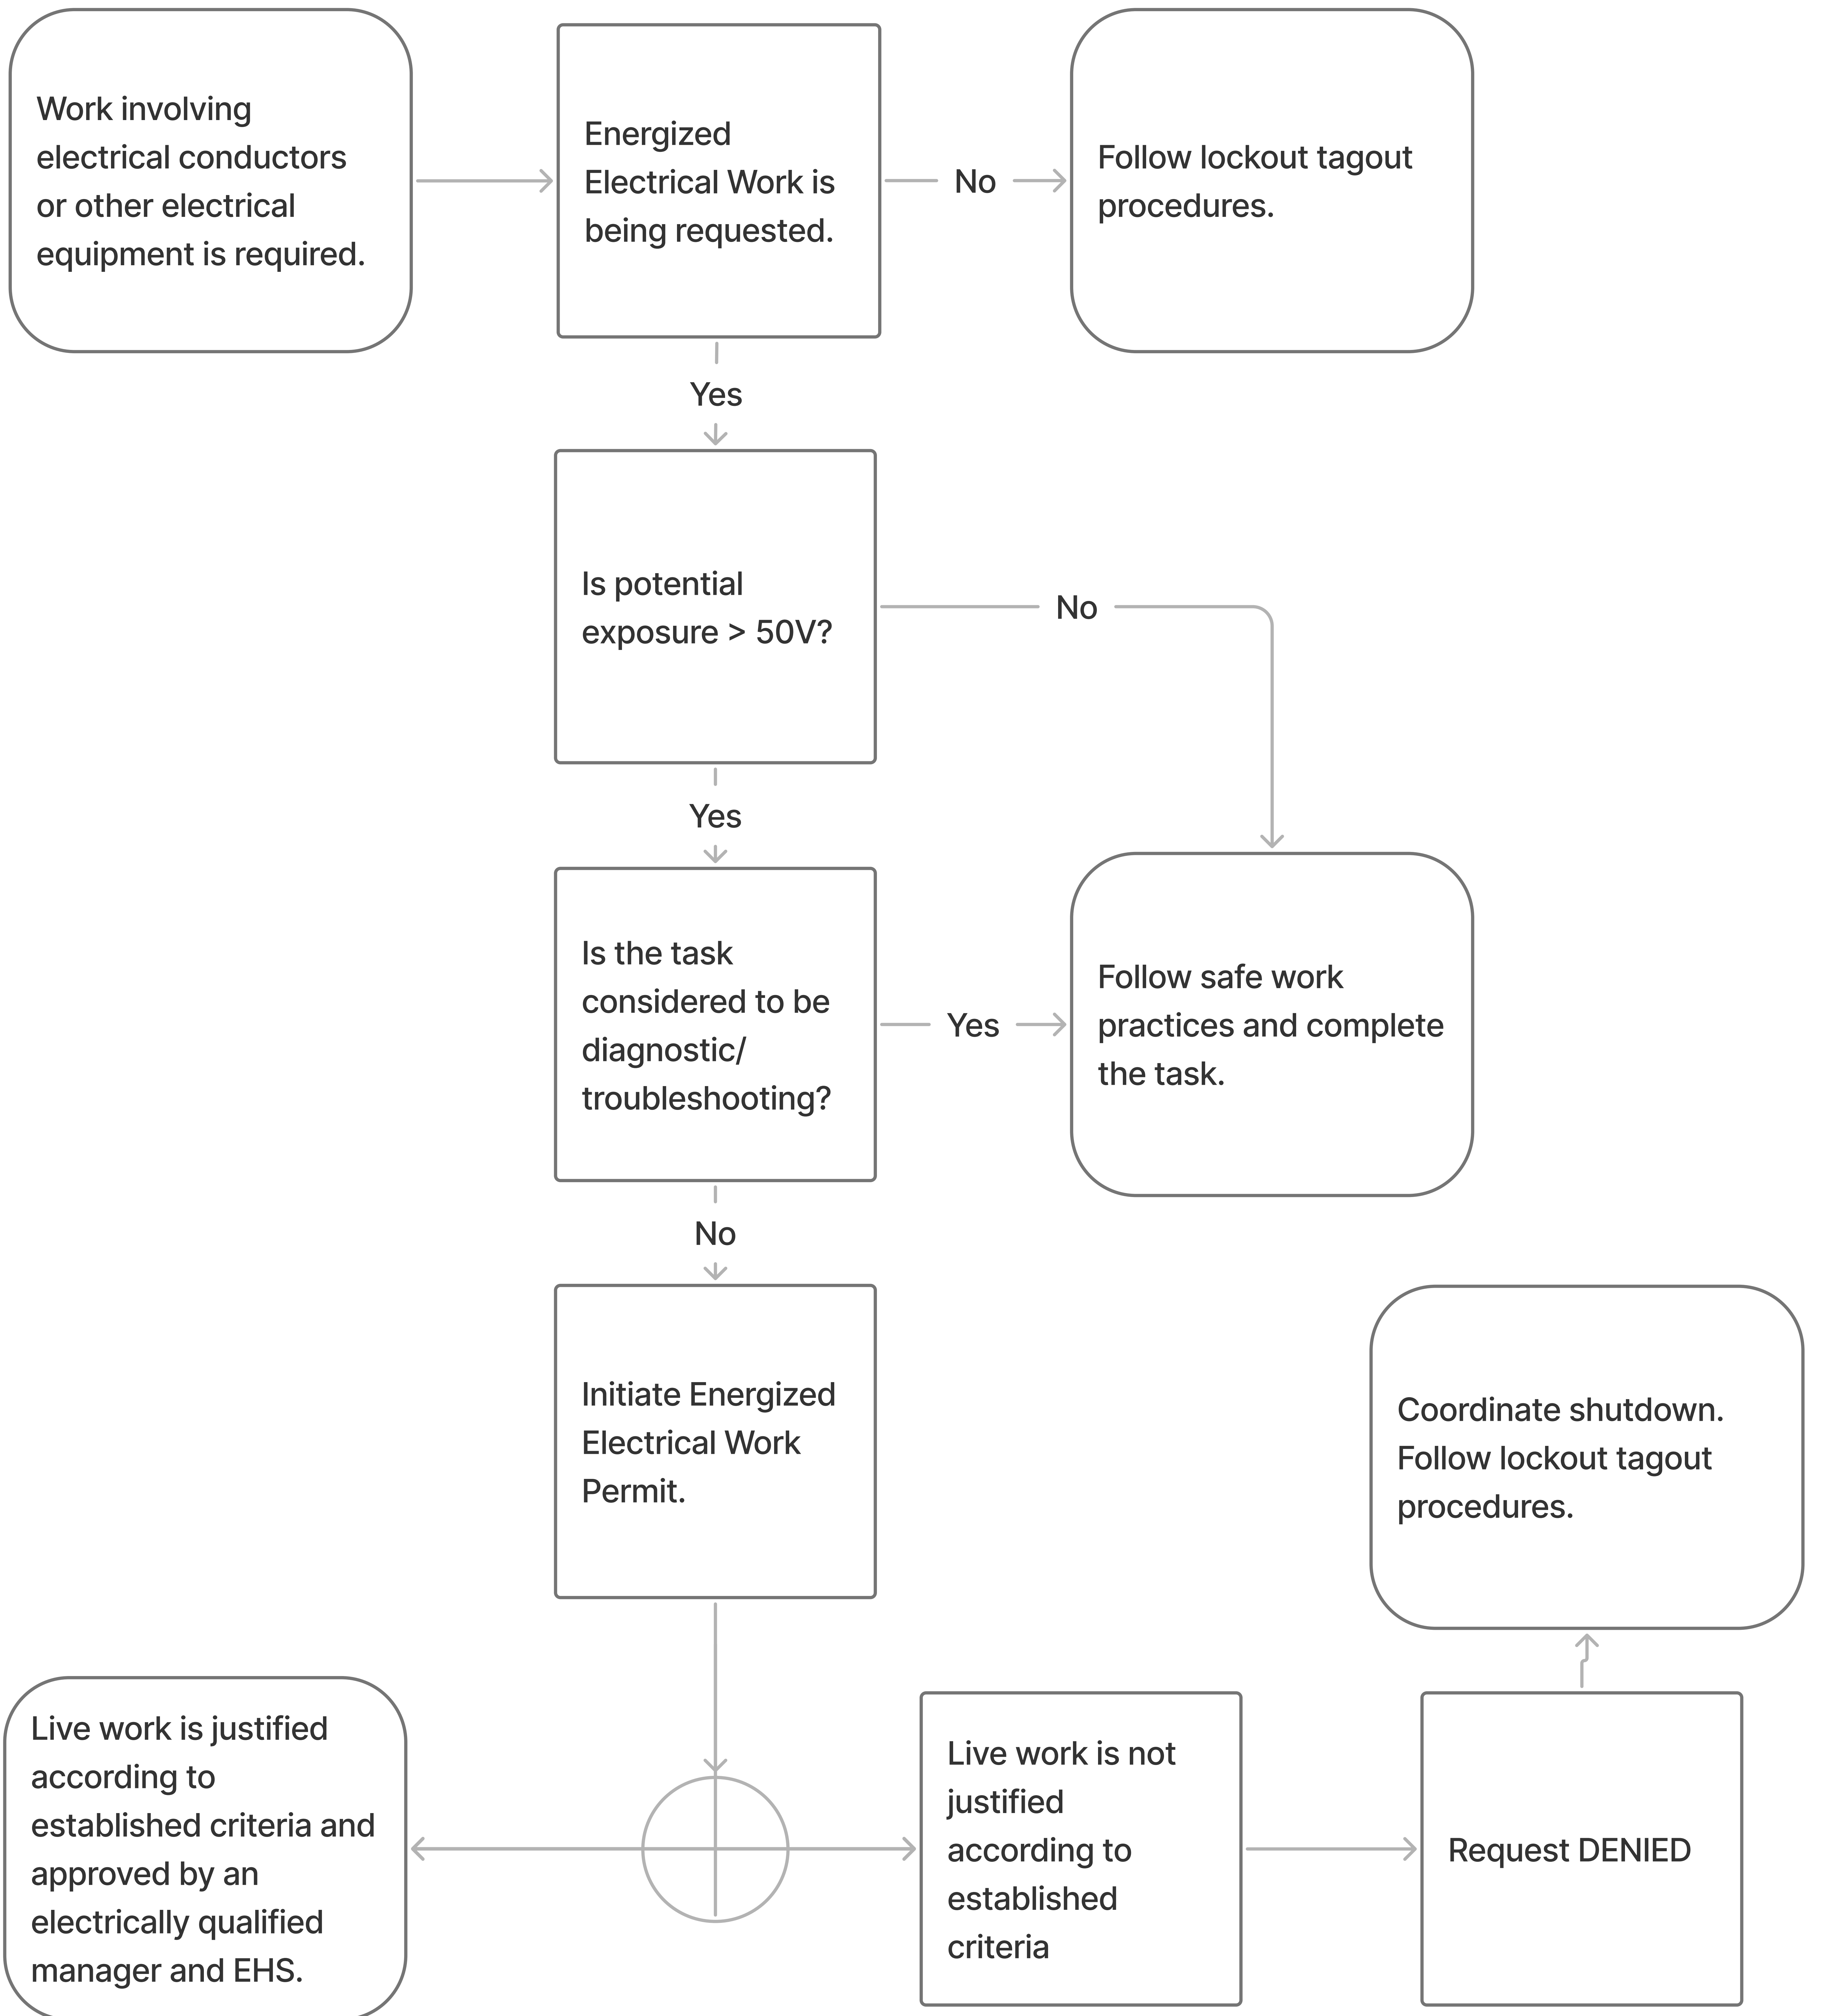 Work involving
electrical conductors
or other electrical
equipment is required.
Energized
Electrical Work is
being requested.
No
Follow lockout tagout
procedures.
Yes
Is potential
exposure > 50V?
No
Yes
Is the task
considered to be
diagnostic/
troubleshooting?
Yes
Follow safe work
practices and complete
the task.
No
Initiate Energized
Electrical Work
Permit.
Coordinate shutdown.
Follow lockout tagout
procedures.
Live work is justified
according to
established criteria and
approved by an
electrically qualified
manager and EHS.
Live work is not
justified
according to
established
criteria
Request DENIED